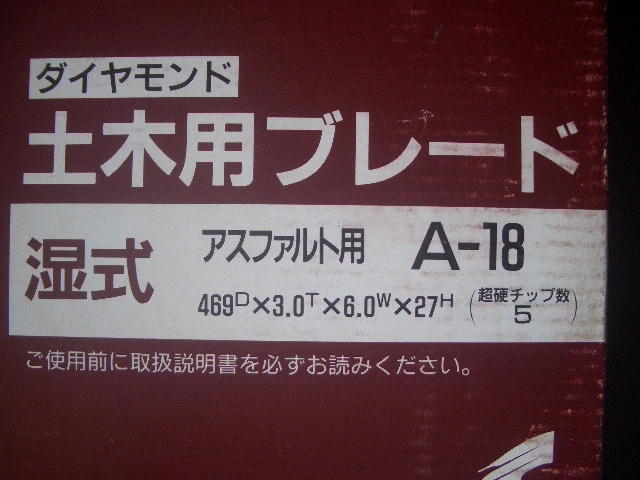 ダイヤモンド
土木用ブレード
湿式
アスファルト用 A-18
469ᴰ×3.0ᵀ×6.0ᵂ×27ᴴ (超硬チップ数 5)
ご使用前に取扱説明書を必ずお読みください。